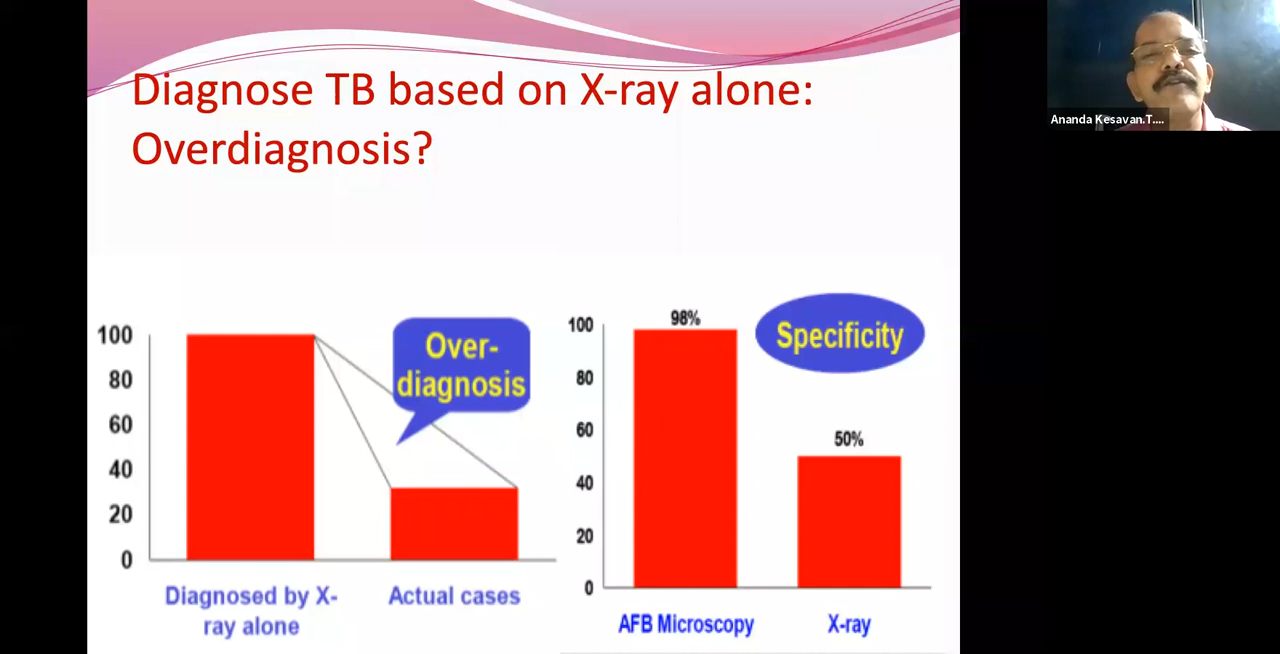 Diagnose TB based on X-ray alone:
Overdiagnosis?
Ananda Kesavan.T....
100
80
60
40
20
0
Over-
diagnosis
Diagnosed by X-
ray alone
Actual cases
100
80
60
40
20
0
98%
Specificity
50%
AFB Microscopy
X-ray